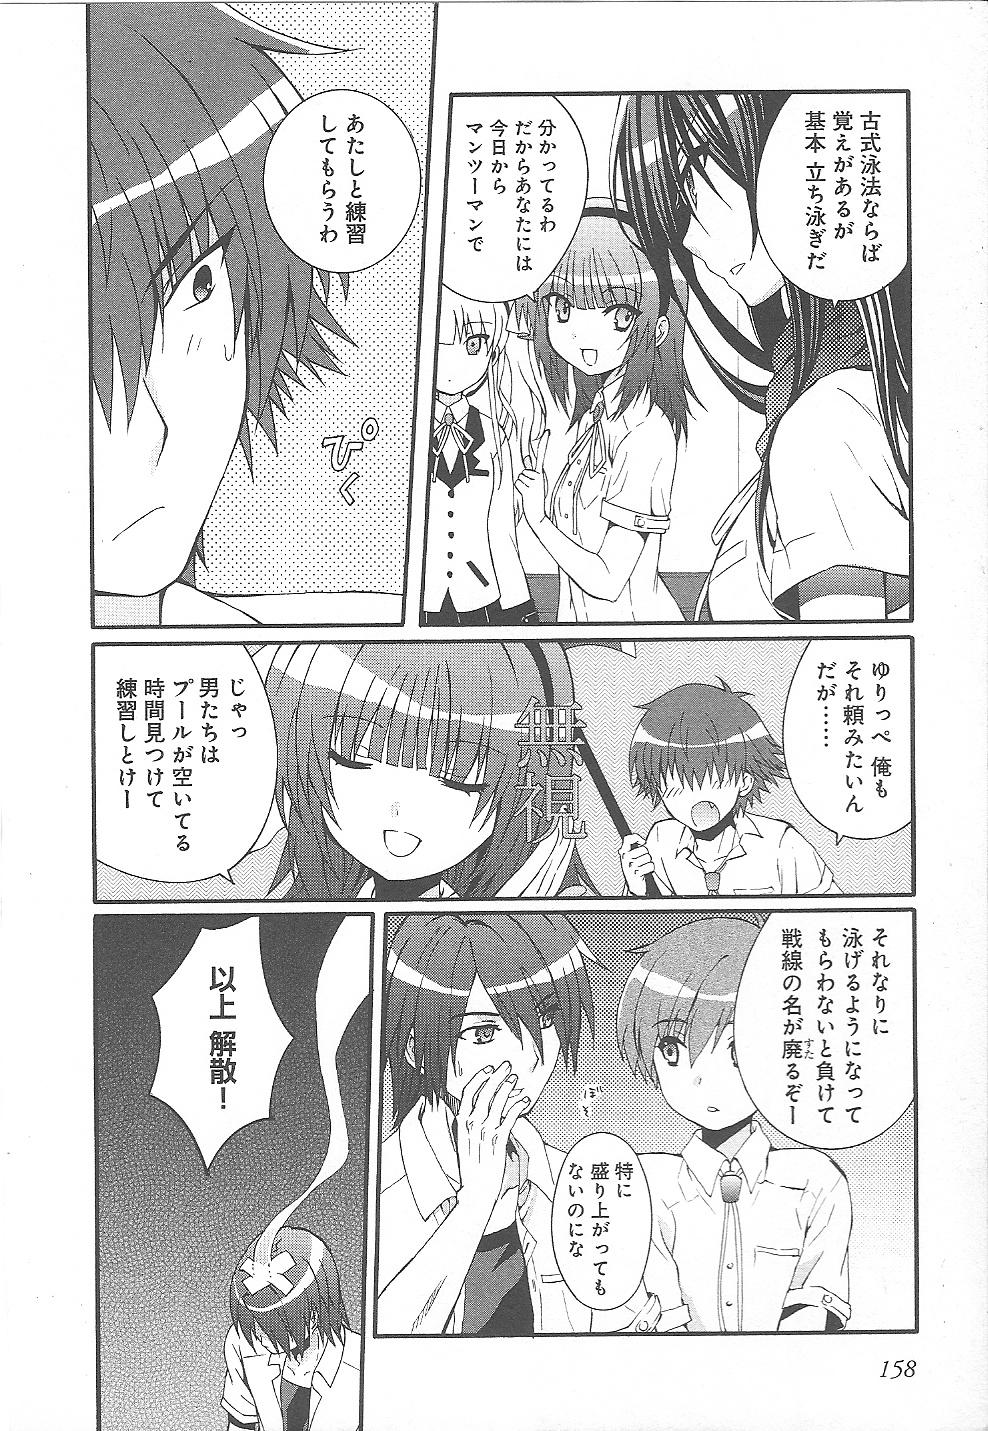 古式泳法ならば
覚えがあるが
基本 立ち泳ぎだ
分かってるわ
だからあなたには
今日から
マンツーマンで
あたしと練習
してもらうわ
ぴく
ゆりっぺ 俺も
それ頼みたいん
だが……
無視
じゃっ
男たちは
プールが空いてる
時間見つけて
練習しとけー
それなりに
泳げるようになって
もらわないと負けて
戦線の名が廃るぞー
すた
ぼそ
特に
盛り上がっても
ないのにな
以上 解散！
158